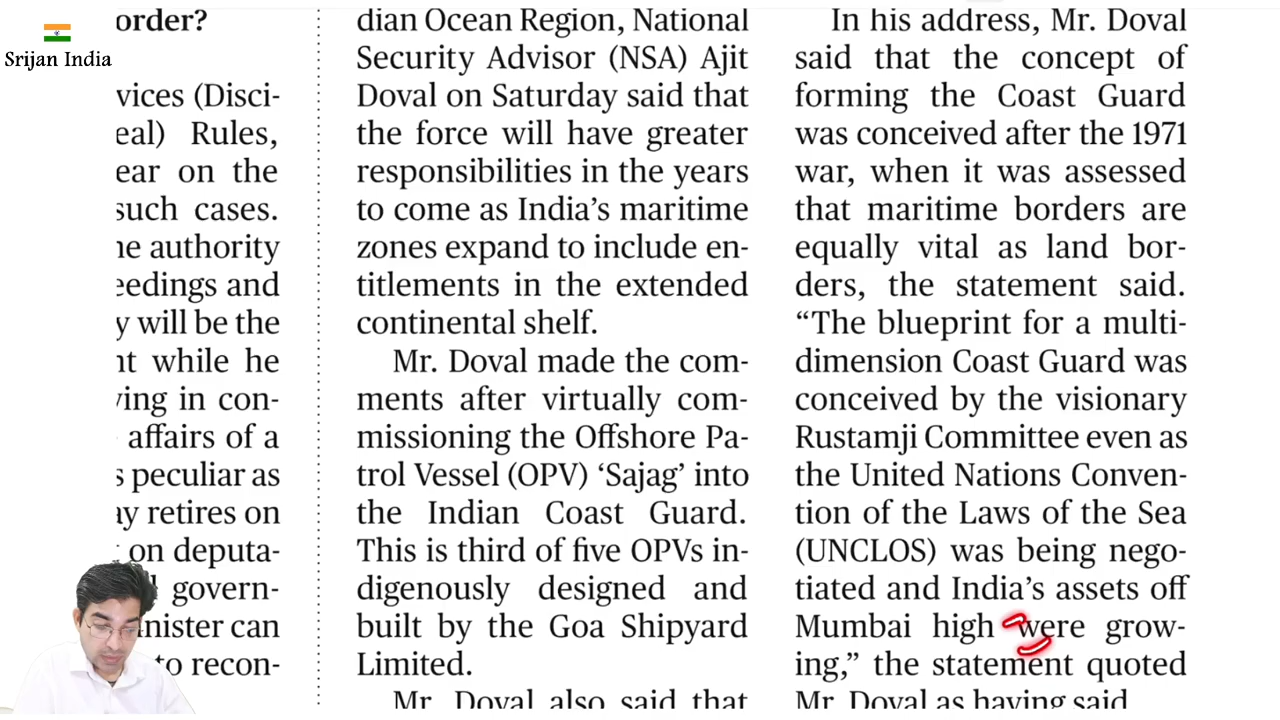 Srijan India
order?
vices (Disci-
eal) Rules,
ear on the
such cases.
ne authority
eedings and
y will be the
nt while he
ving in con-
affairs of a
s peculiar as
ay retires on
on deputa-
govern-
inister can
to recon-
dian Ocean Region, National
Security Advisor (NSA) Ajit
Doval on Saturday said that
the force will have greater
responsibilities in the years
to come as India’s maritime
zones expand to include en-
titlements in the extended
continental shelf.
Mr. Doval made the com-
ments after virtually com-
missioning the Offshore Pa-
trol Vessel (OPV) ‘Sajag’ into
the Indian Coast Guard.
This is third of five OPVs in-
digenously designed and
built by the Goa Shipyard
Limited.
Mr. Doval also said that
In his address, Mr. Doval
said that the concept of
forming the Coast Guard
was conceived after the 1971
war, when it was assessed
that maritime borders are
equally vital as land bor-
ders, the statement said.
“The blueprint for a multi-
dimension Coast Guard was
conceived by the visionary
Rustamji Committee even as
the United Nations Conven-
tion of the Laws of the Sea
(UNCLOS) was being nego-
tiated and India’s assets off
Mumbai high were grow-
ing,” the statement quoted
Mr. Doval as having said.